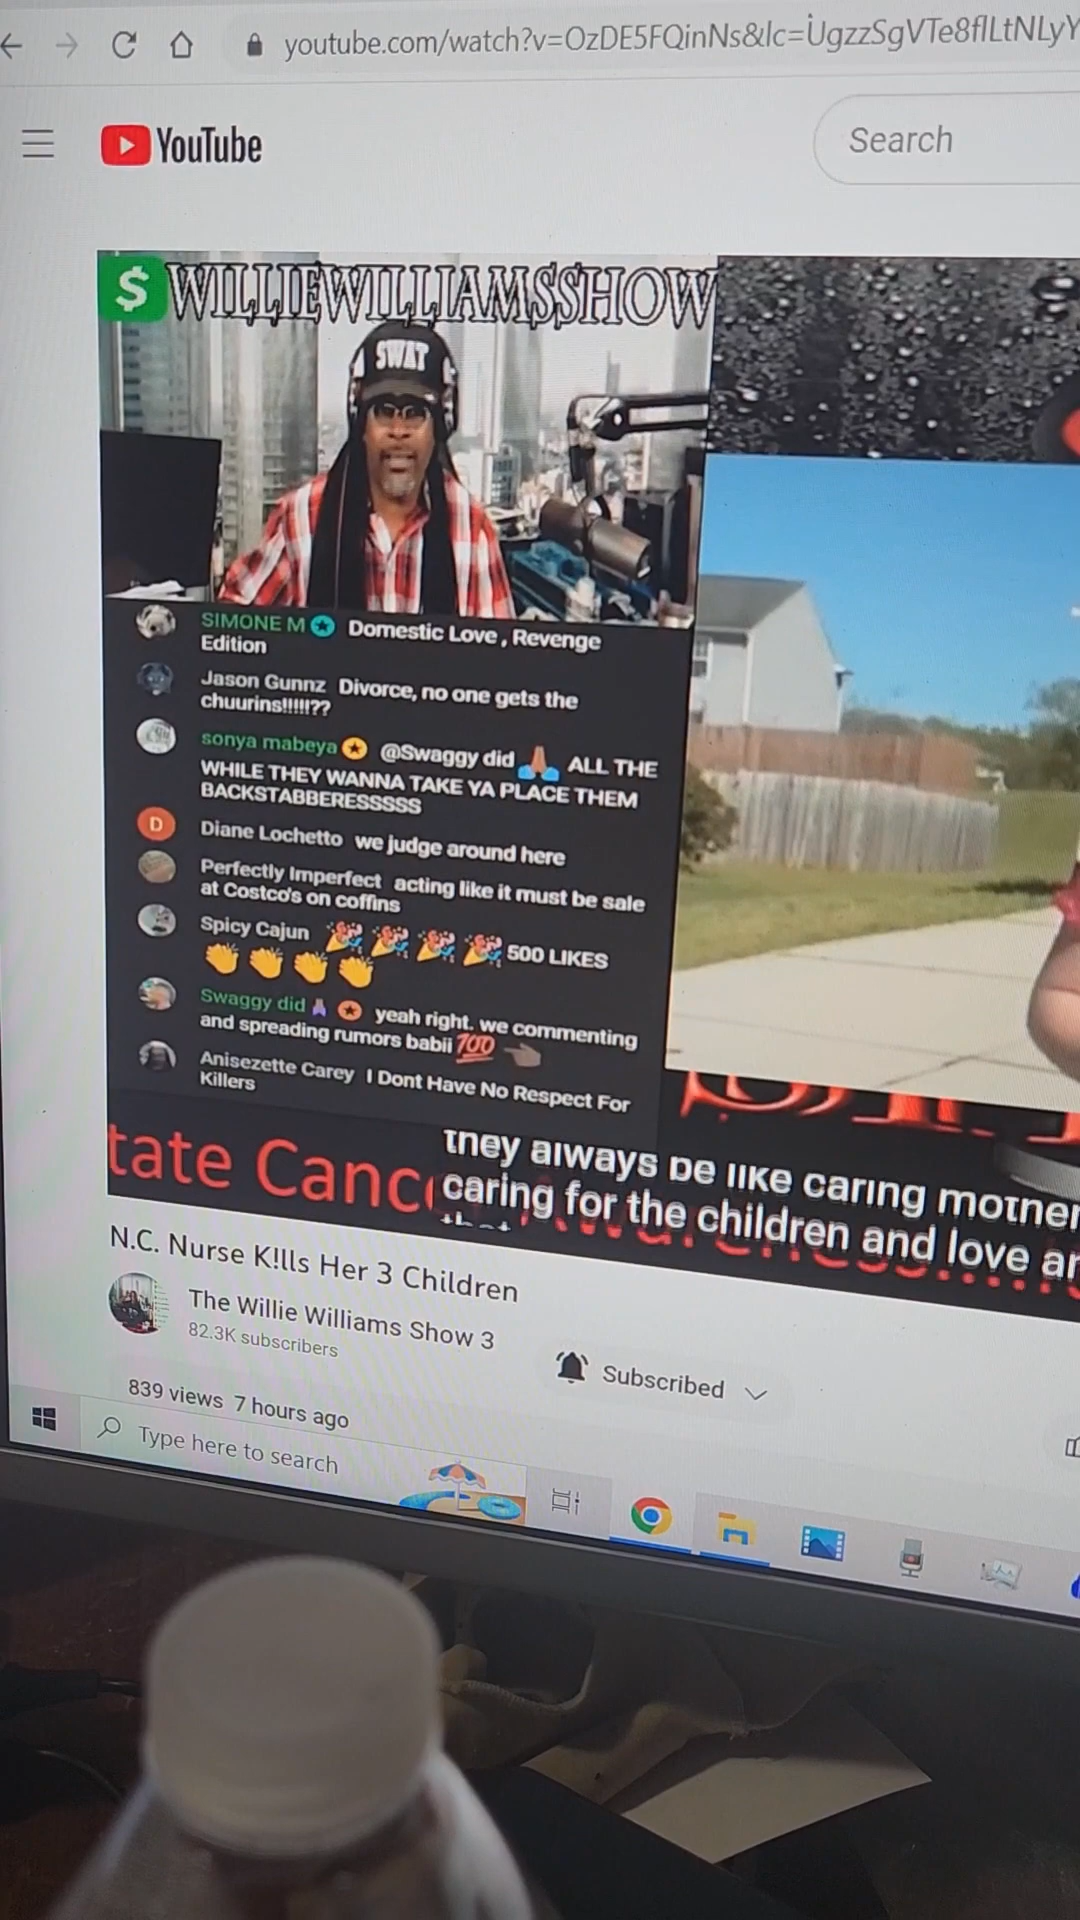 youtube.com/watch?v=OzDE5FQinNs&lc=UgzzSgVTe8flLtNLyY
YouTube
Search
$ WILLIEWILLIAMSSHOW
SWAT
SIMONE M Domestic Love , Revenge
Edition
Jason Gunnz Divorce, no one gets the
chuurins!!!!!??
sonya mabeya @Swaggy did 🙏🏽 ALL THE
WHILE THEY WANNA TAKE YA PLACE THEM
BACKSTABBERESSSSS
D
Diane Lochetto we judge around here
Perfectly Imperfect acting like it must be sale
at Costco's on coffins
Spicy Cajun 🎉 🎉 🎉 🎉 500 LIKES
👏 👏 👏 👏
Swaggy did yeah right. we commenting
and spreading rumors babii 💯
Anisezette Carey I Dont Have No Respect For
Killers
tate Canc
they always be like caring mother
caring for the children and love ar
N.C. Nurse K!lls Her 3 Children
The Willie Williams Show 3
82.3K subscribers
Subscribed
839 views 7 hours ago
Type here to search